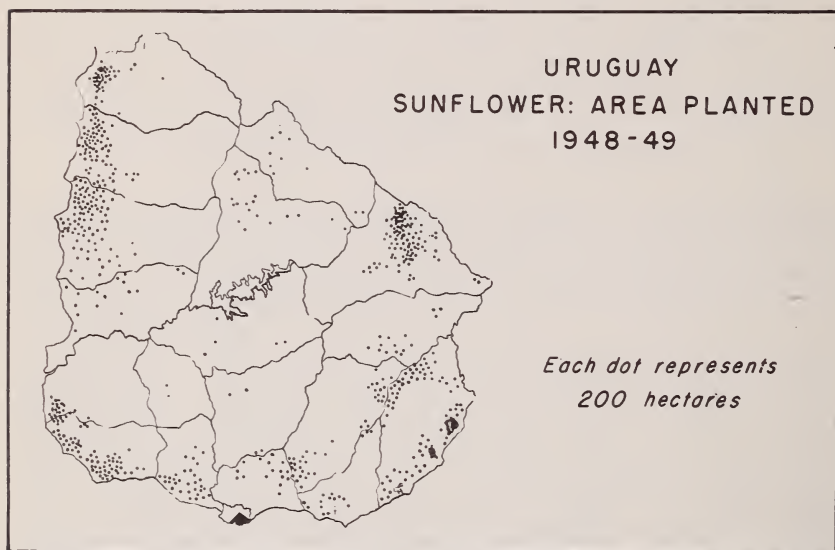 URUGUAY
SUNFLOWER: AREA PLANTED
1948-49
Each dot represents
200 hectares